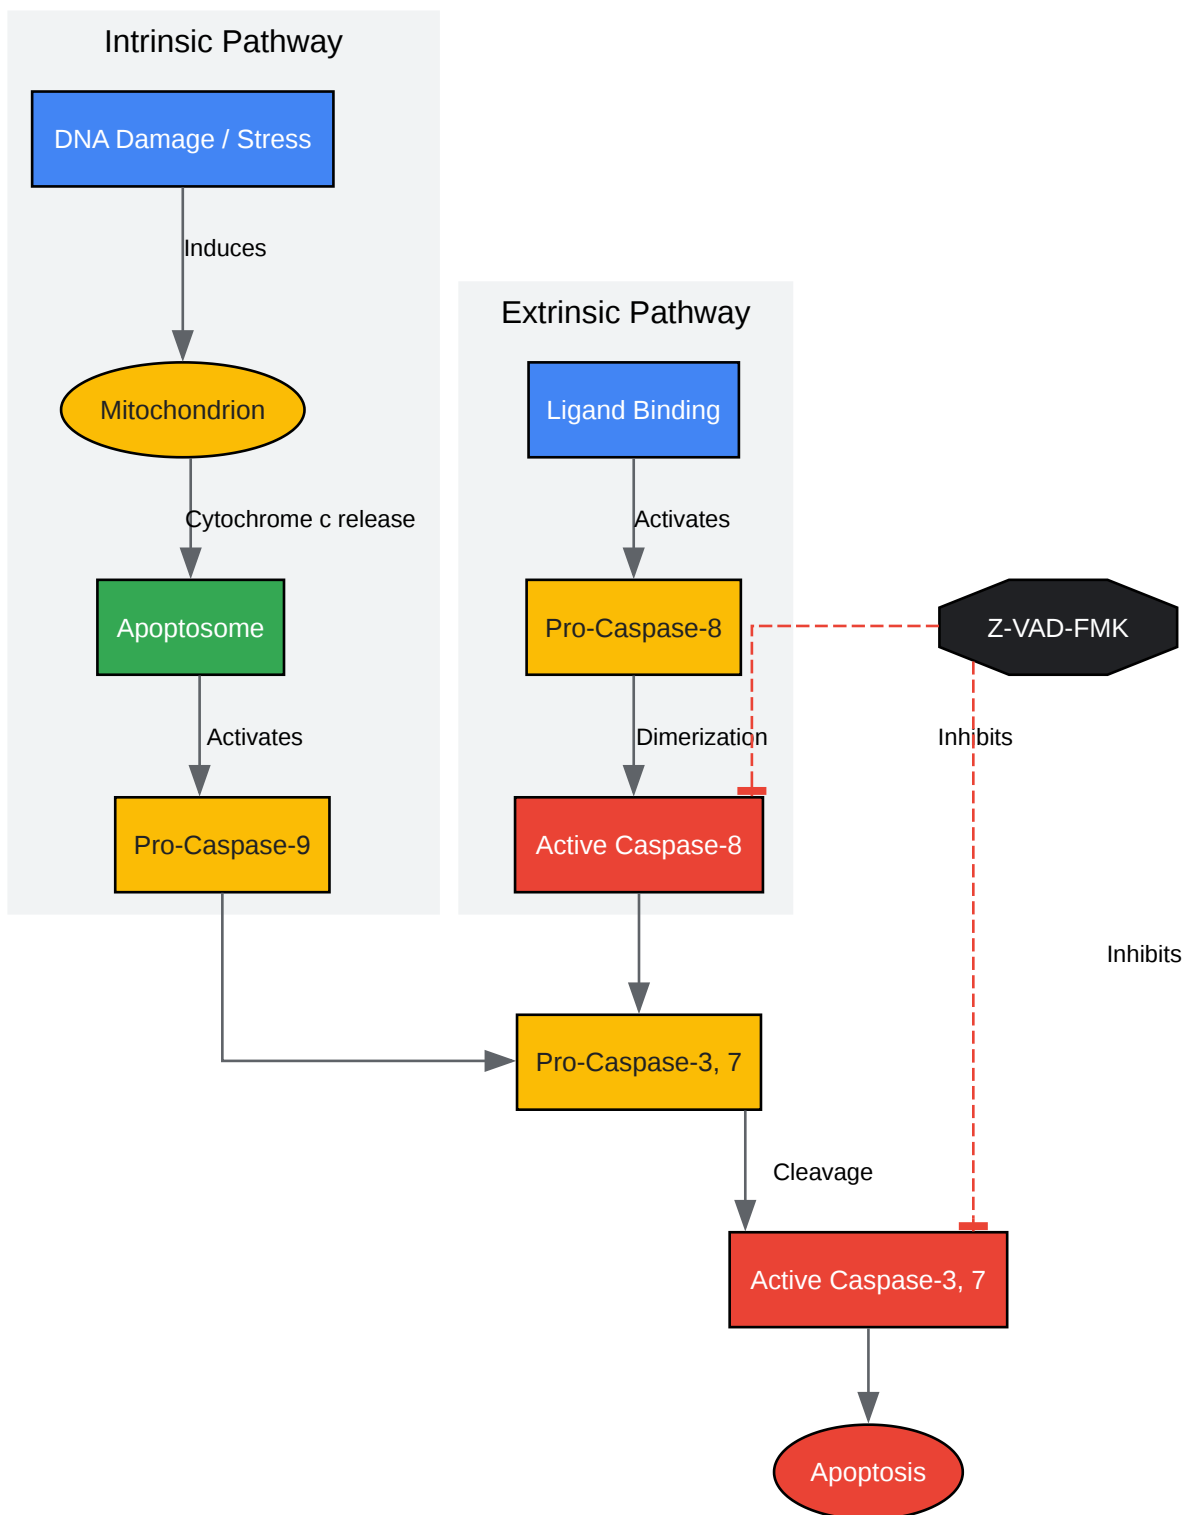 Intrinsic Pathway
DNA Damage / Stress
Induces
Extrinsic Pathway
Mitochondrion
Ligand Binding
Cytochrome c release
Activates
Apoptosome
Pro-Caspase-8
Z-VAD-FMK
Activates
Dimerization
Inhibits
Pro-Caspase-9
Active Caspase-8
Inhibits
Pro-Caspase-3, 7
Cleavage
Active Caspase-3, 7
Apoptosis